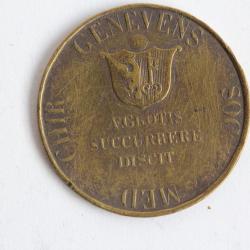 GENEVENS SOC MED CHIR
ÆGROTIS
SUCCURRERE
DISCIT